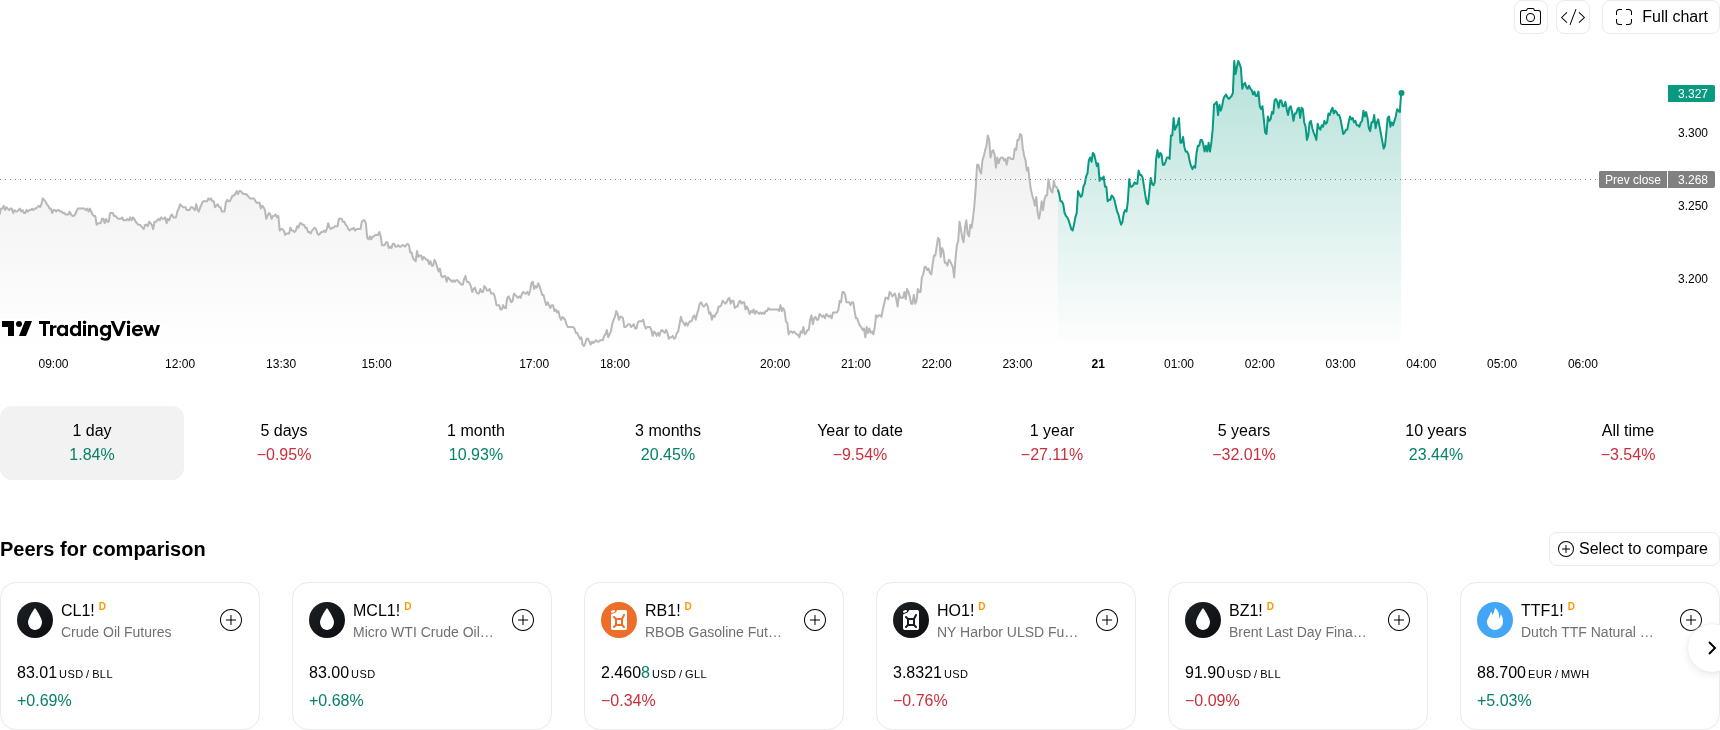 Full chart
3.327
3.300
Prev close 3.268
3.250
3.200
TradingView
09:00 12:00 13:30 15:00 17:00 18:00 20:00 21:00 22:00 23:00 21 01:00 02:00 03:00 04:00 05:00 06:00
1 day 5 days 1 month 3 months Year to date 1 year 5 years 10 years All time
1.84% −0.95% 10.93% 20.45% −9.54% −27.11% −32.01% 23.44% −3.54%
Peers for comparison
Select to compare
CL1! D
Crude Oil Futures
83.01 USD / BLL
+0.69%
MCL1! D
Micro WTI Crude Oil…
83.00 USD
+0.68%
RB1! D
RBOB Gasoline Fut…
2.4608 USD / GLL
−0.34%
HO1! D
NY Harbor ULSD Fu…
3.8321 USD
−0.76%
BZ1! D
Brent Last Day Fina…
91.90 USD / BLL
−0.09%
TTF1! D
Dutch TTF Natural …
88.700 EUR / MWH
+5.03%